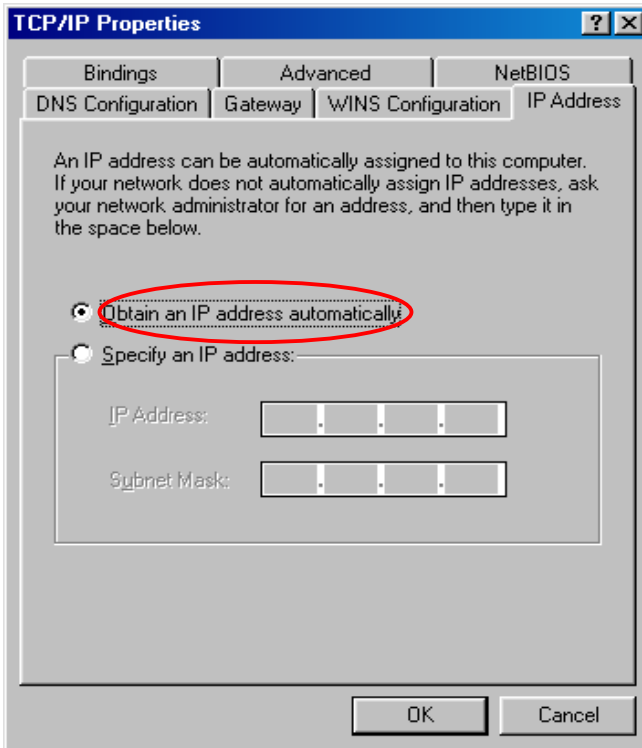 TCP/IP Properties
Bindings
Advanced
NetBIOS
DNS Configuration
Gateway
WINS Configuration
IP Address
An IP address can be automatically assigned to this computer.
If your network does not automatically assign IP addresses, ask
your network administrator for an address, and then type it in
the space below.
Obtain an IP address automatically
Specify an IP address:
IP Address:
. . .
Subnet Mask:
. . .
OK
Cancel